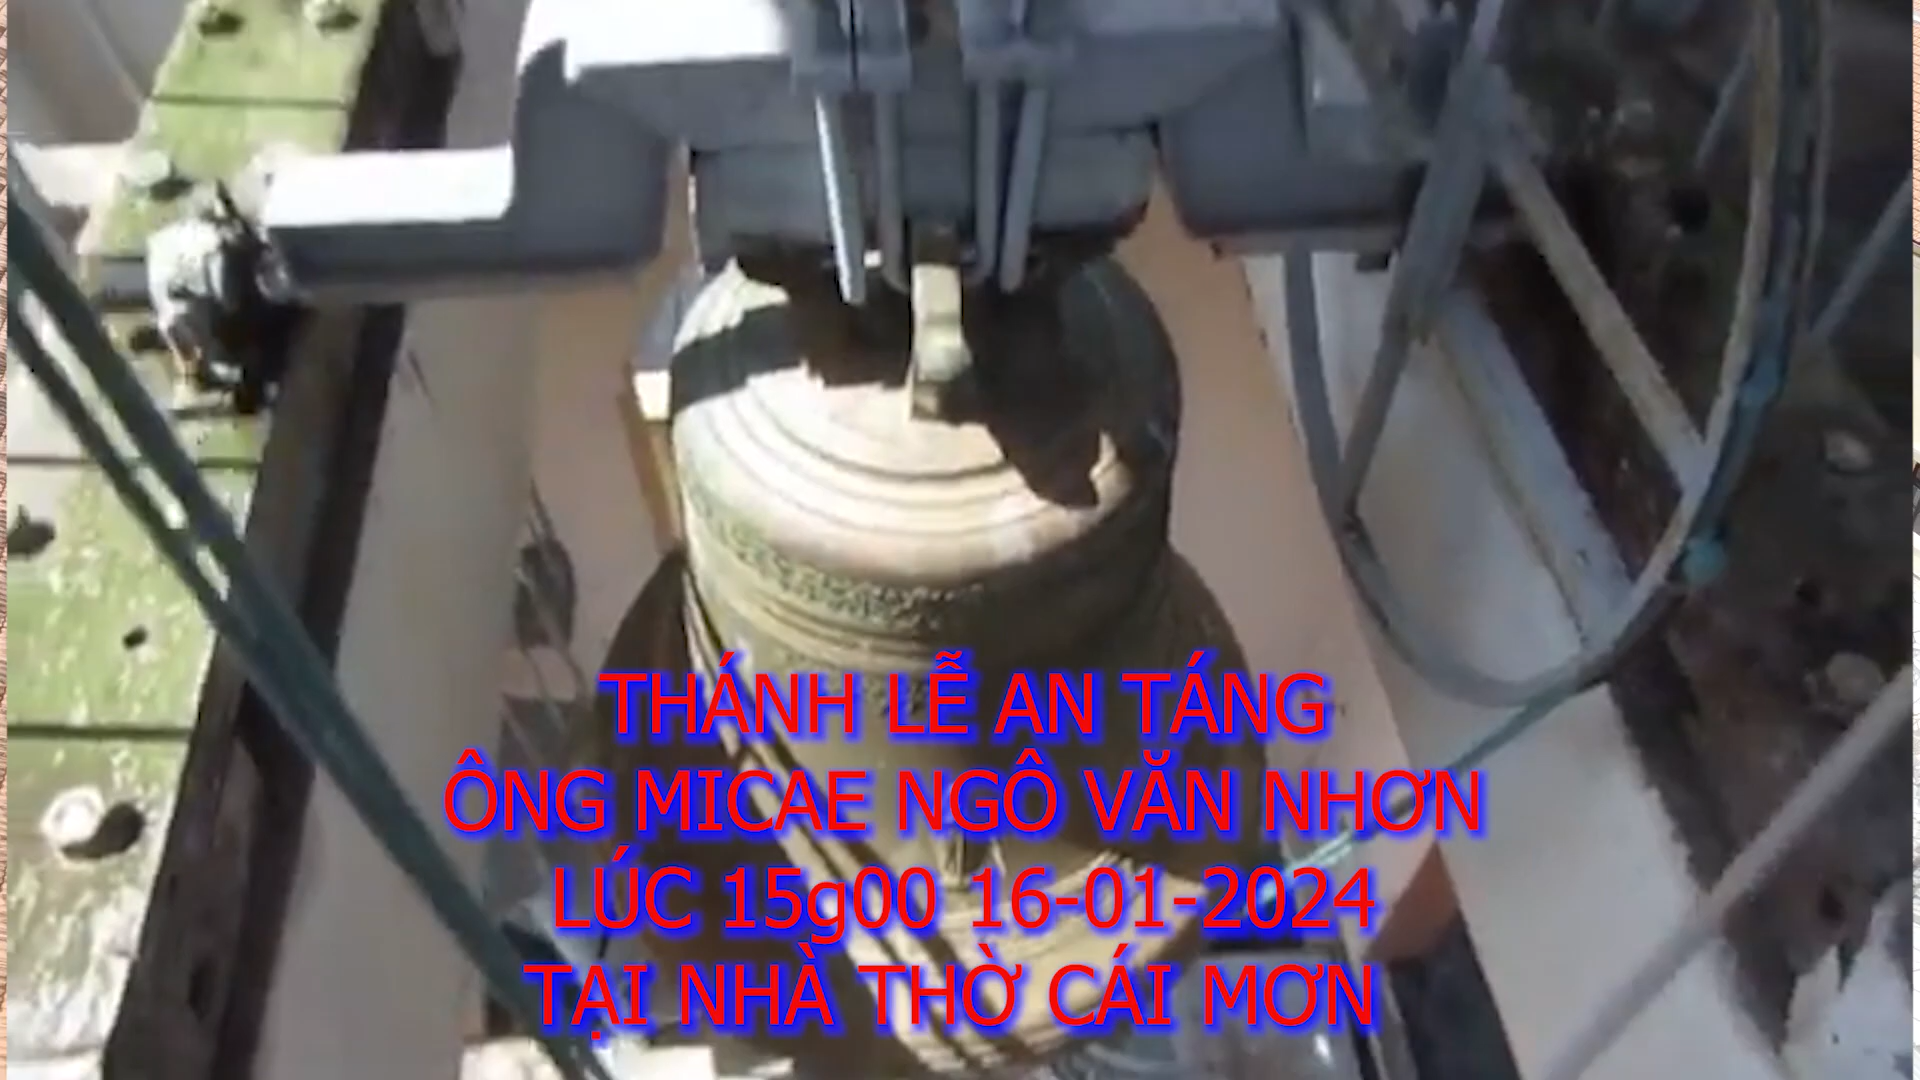 THÁNH LỄ AN TÁNG
ÔNG MICAE NGÔ VĂN NHƠN
LÚC 15g00 16-01-2024
TẠI NHÀ THỜ CÁI MƠN